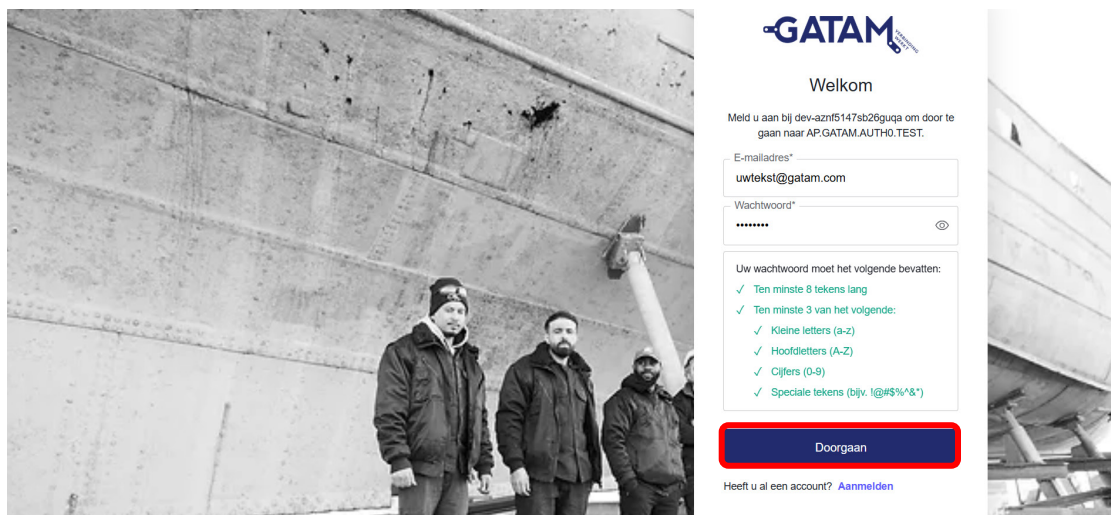 GATAM
VERBINDING
WERKT
Welkom
Meld u aan bij dev-aznf5147sb26guqa om door te
gaan naar AP.GATAM.AUTH0.TEST.
E-mailadres*
uwtekst@gatam.com
Wachtwoord*
••••••••
Uw wachtwoord moet het volgende bevatten:
✓ Ten minste 8 tekens lang
✓ Ten minste 3 van het volgende:
✓ Kleine letters (a-z)
✓ Hoofdletters (A-Z)
✓ Cijfers (0-9)
✓ Speciale tekens (bijv. !@#$%^&*)
Doorgaan
Heeft u al een account? Aanmelden